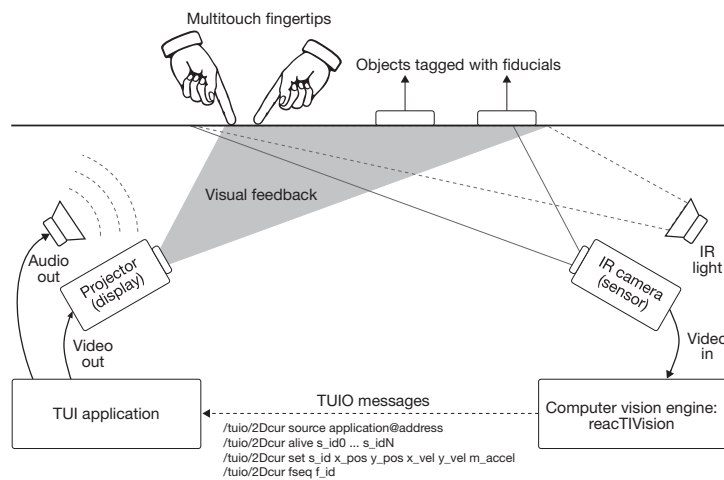 Multitouch fingertips
Objects tagged with fiducials
Visual feedback
Audio
out
Projector
(display)
IR camera
(sensor)
IR
light
Video
out
Video
in
TUI application
TUIO messages
Computer vision engine:
reacTIVision
/tuio/2Dcur source application@address
/tuio/2Dcur alive s_id0 ... s_idN
/tuio/2Dcur set s_id x_pos y_pos x_vel y_vel m_accel
/tuio/2Dcur fseq f_id